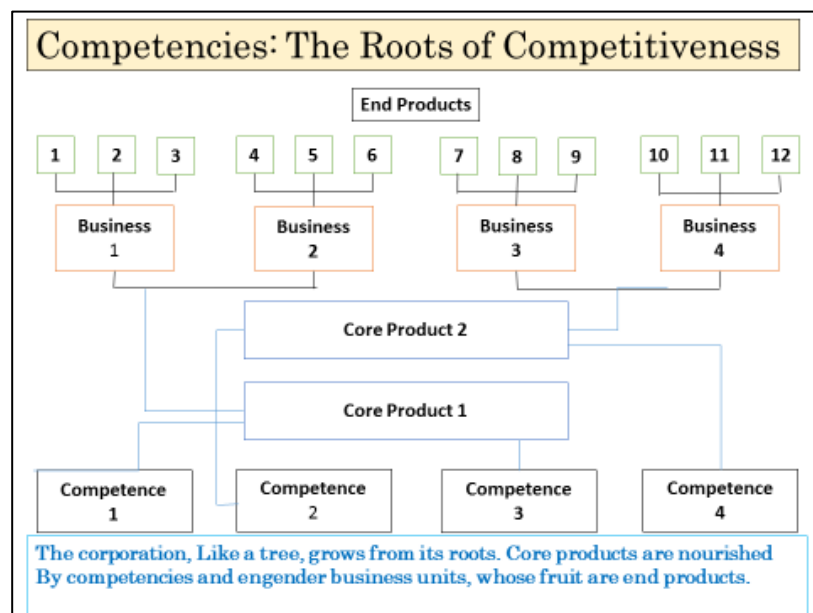 Competencies: The Roots of Competitiveness
End Products
1 2 3 4 5 6 7 8 9 10 11 12
Business
1
Business
2
Business
3
Business
4
Core Product 2
Core Product 1
Competence
1
Competence
2
Competence
3
Competence
4
The corporation, Like a tree, grows from its roots. Core products are nourished
By competencies and engender business units, whose fruit are end products.